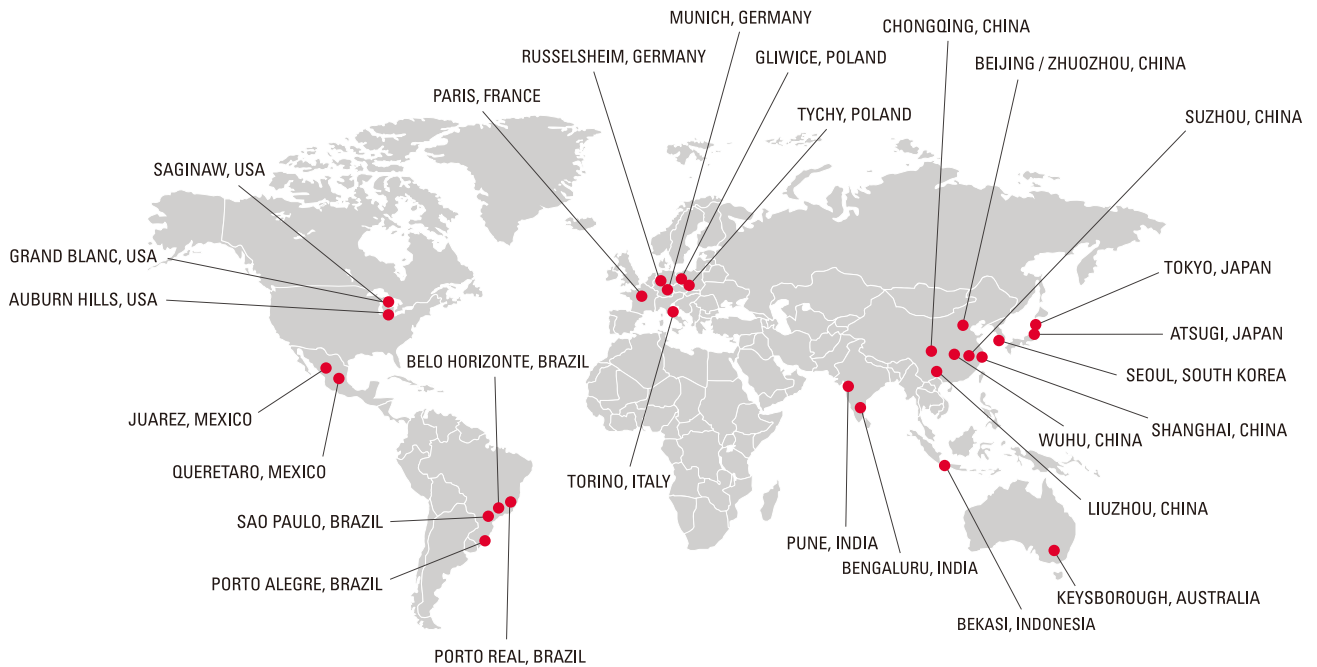 MUNICH, GERMANY
CHONGQING, CHINA
RUSSELSHEIM, GERMANY
GLIWICE, POLAND
BEIJING / ZHUOZHOU, CHINA
PARIS, FRANCE
TYCHY, POLAND
SUZHOU, CHINA
SAGINAW, USA
GRAND BLANC, USA
TOKYO, JAPAN
AUBURN HILLS, USA
ATSUGI, JAPAN
BELO HORIZONTE, BRAZIL
SEOUL, SOUTH KOREA
JUAREZ, MEXICO
SHANGHAI, CHINA
WUHU, CHINA
QUERETARO, MEXICO
TORINO, ITALY
LIUZHOU, CHINA
SAO PAULO, BRAZIL
PUNE, INDIA
BENGALURU, INDIA
PORTO ALEGRE, BRAZIL
KEYSBOROUGH, AUSTRALIA
BEKASI, INDONESIA
PORTO REAL, BRAZIL